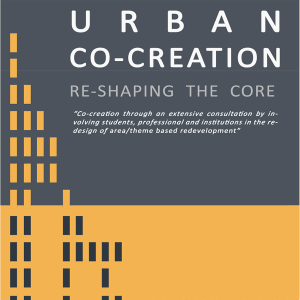 URBAN
CO-CREATION
RE-SHAPING THE CORE
"Co-creation through an extensive consultation by in-
volving students, professional and institutions in the re-
design of area/theme based redevelopment"